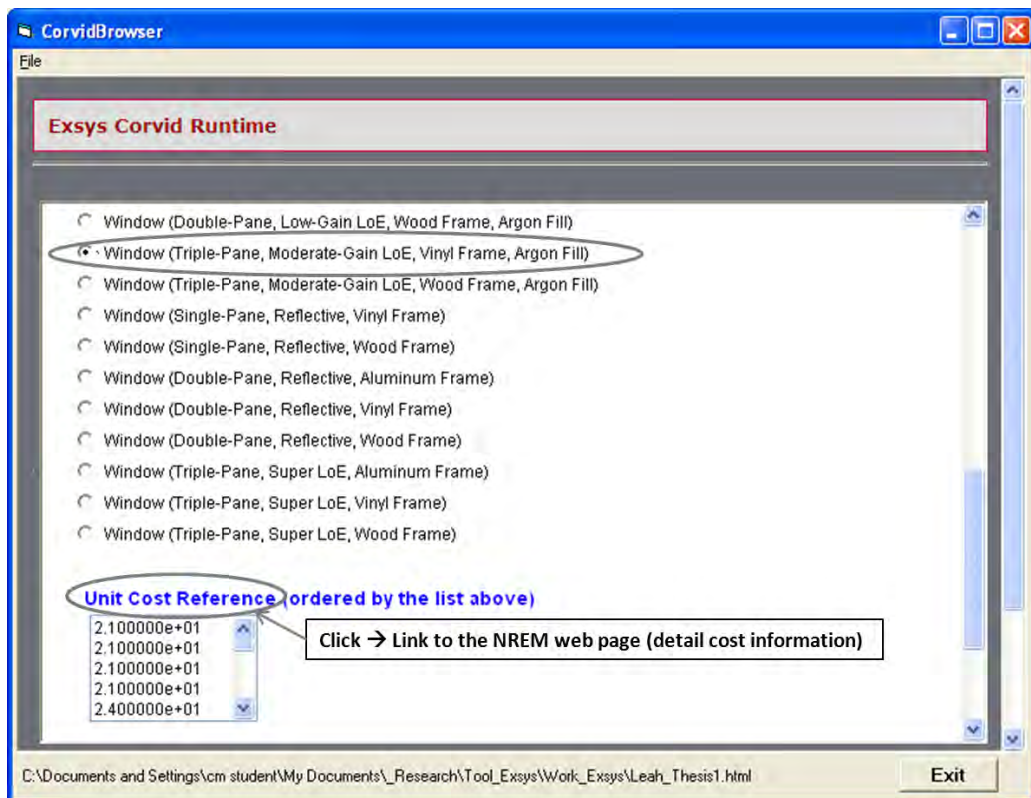 CorvidBrowser
File
Exsys Corvid Runtime
Window (Double-Pane, Low-Gain LoE, Wood Frame, Argon Fill)
Window (Triple-Pane, Moderate-Gain LoE, Vinyl Frame, Argon Fill)
Window (Triple-Pane, Moderate-Gain LoE, Wood Frame, Argon Fill)
Window (Single-Pane, Reflective, Vinyl Frame)
Window (Single-Pane, Reflective, Wood Frame)
Window (Double-Pane, Reflective, Aluminum Frame)
Window (Double-Pane, Reflective, Vinyl Frame)
Window (Double-Pane, Reflective, Wood Frame)
Window (Triple-Pane, Super LoE, Aluminum Frame)
Window (Triple-Pane, Super LoE, Vinyl Frame)
Window (Triple-Pane, Super LoE, Wood Frame)
Unit Cost Reference (ordered by the list above)
2.100000e+01
2.100000e+01
2.100000e+01
2.100000e+01
2.400000e+01
Click → Link to the NREM web page (detail cost information)
C:\Documents and Settings\cm student\My Documents\_Research\Tool_Exsys\Work_Exsys\Leah_Thesis1.html
Exit